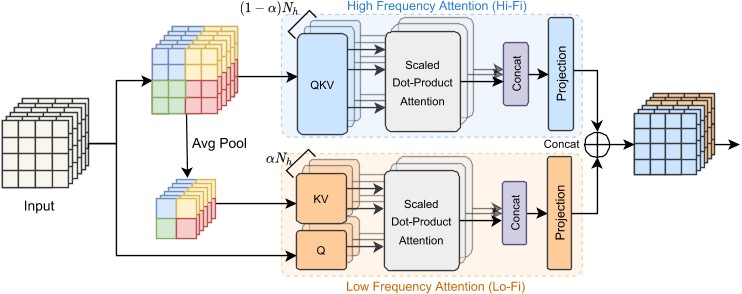 (1 − α)N_h
High Frequency Attention (Hi-Fi)
QKV
Scaled
Dot-Product
Attention
Concat
Projection
Avg Pool
Input
Concat
αN_h
KV
Q
Scaled
Dot-Product
Attention
Concat
Projection
Low Frequency Attention (Lo-Fi)